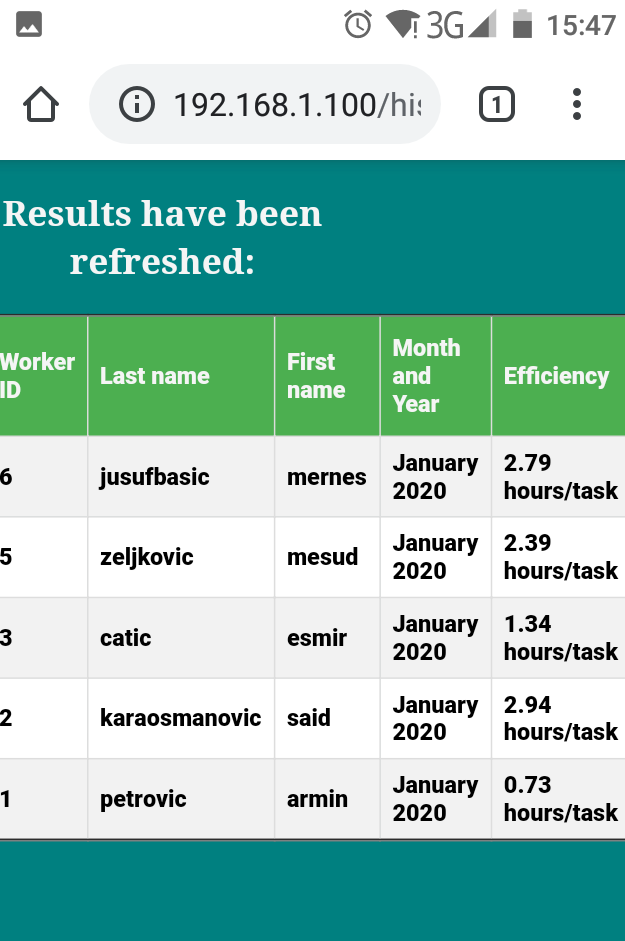 3G 15:47
192.168.1.100/his
1
Results have been
refreshed:
Worker ID Last name First name Month and Year Efficiency
6 jusufbasic mernes January 2020 2.79 hours/task
5 zeljkovic mesud January 2020 2.39 hours/task
3 catic esmir January 2020 1.34 hours/task
2 karaosmanovic said January 2020 2.94 hours/task
1 petrovic armin January 2020 0.73 hours/task